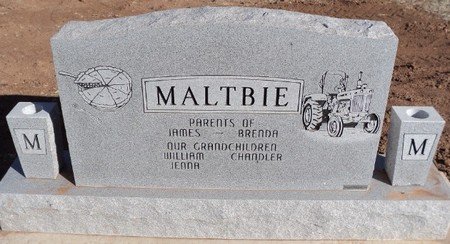 MALTBIE
PARENTS OF
JAMES ~ BRENDA
OUR GRANDCHILDREN
WILLIAM CHANDLER
JENNA
M
M